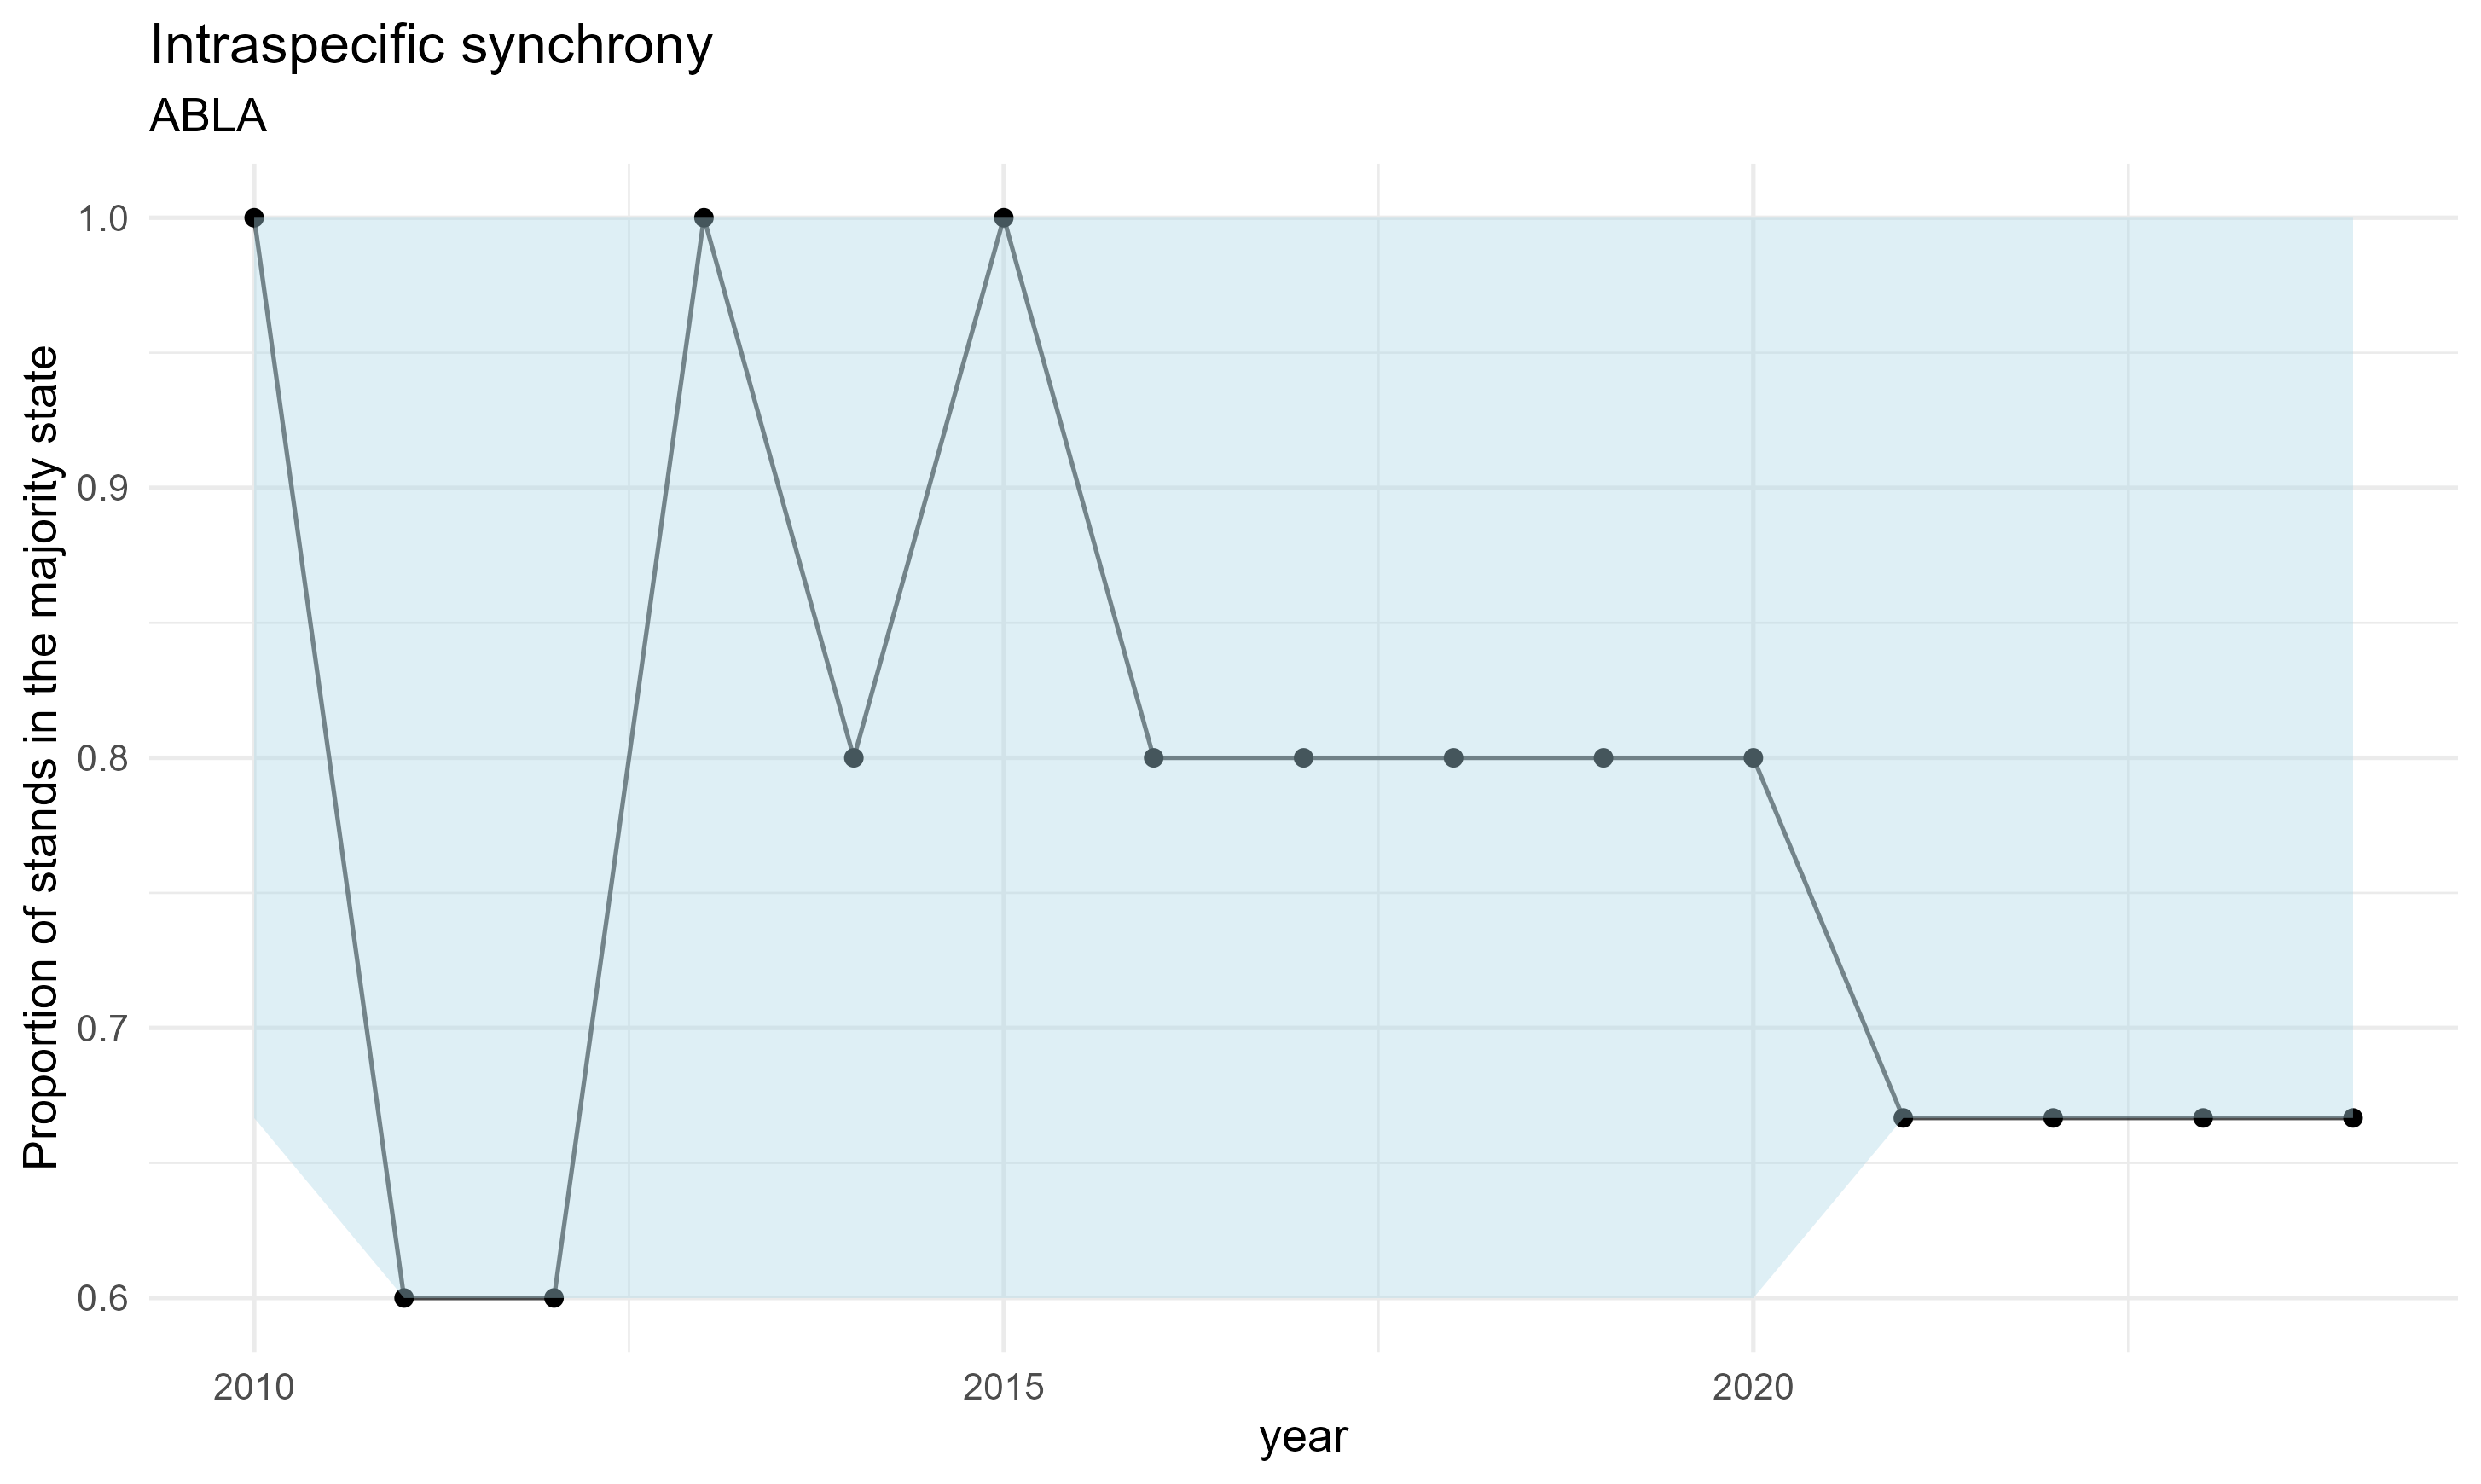 Intraspecific synchrony
ABLA
Proportion of stands in the majority state
1.0
0.9
0.8
0.7
0.6
2010
2015
2020
year